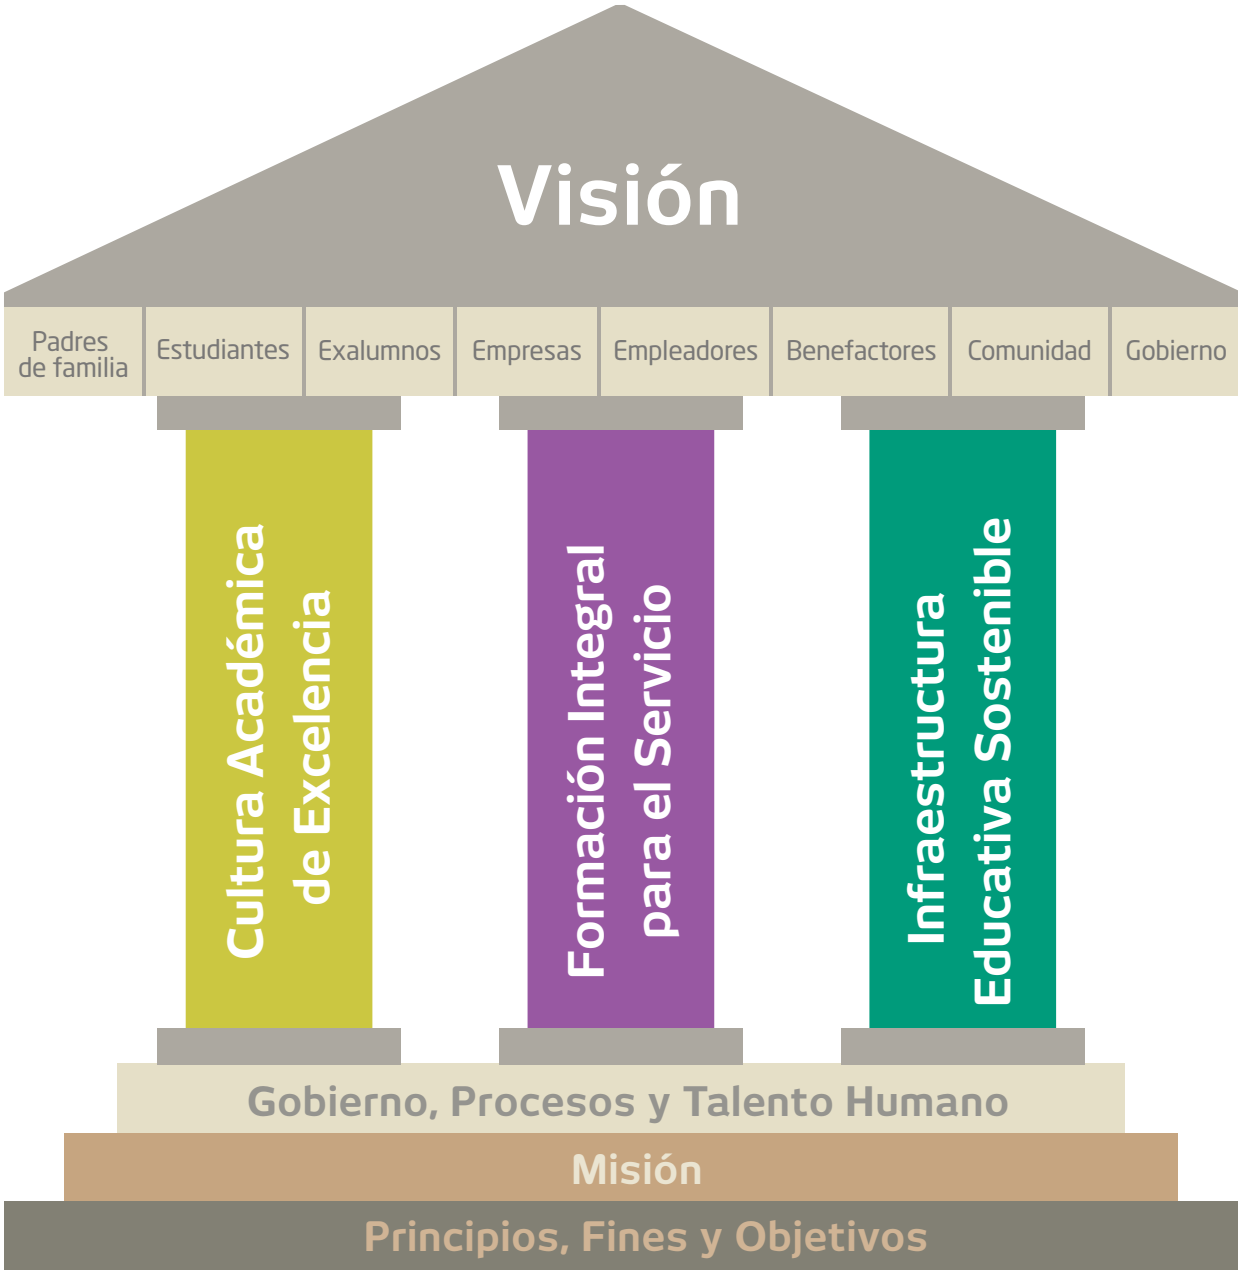 Visión
Padres
de familia
Estudiantes
Exalumnos
Empresas
Empleadores
Benefactores
Comunidad
Gobierno
Cultura Académica
de Excelencia
Formación Integral
para el Servicio
Infraestructura
Educativa Sostenible
Gobierno, Procesos y Talento Humano
Misión
Principios, Fines y Objetivos